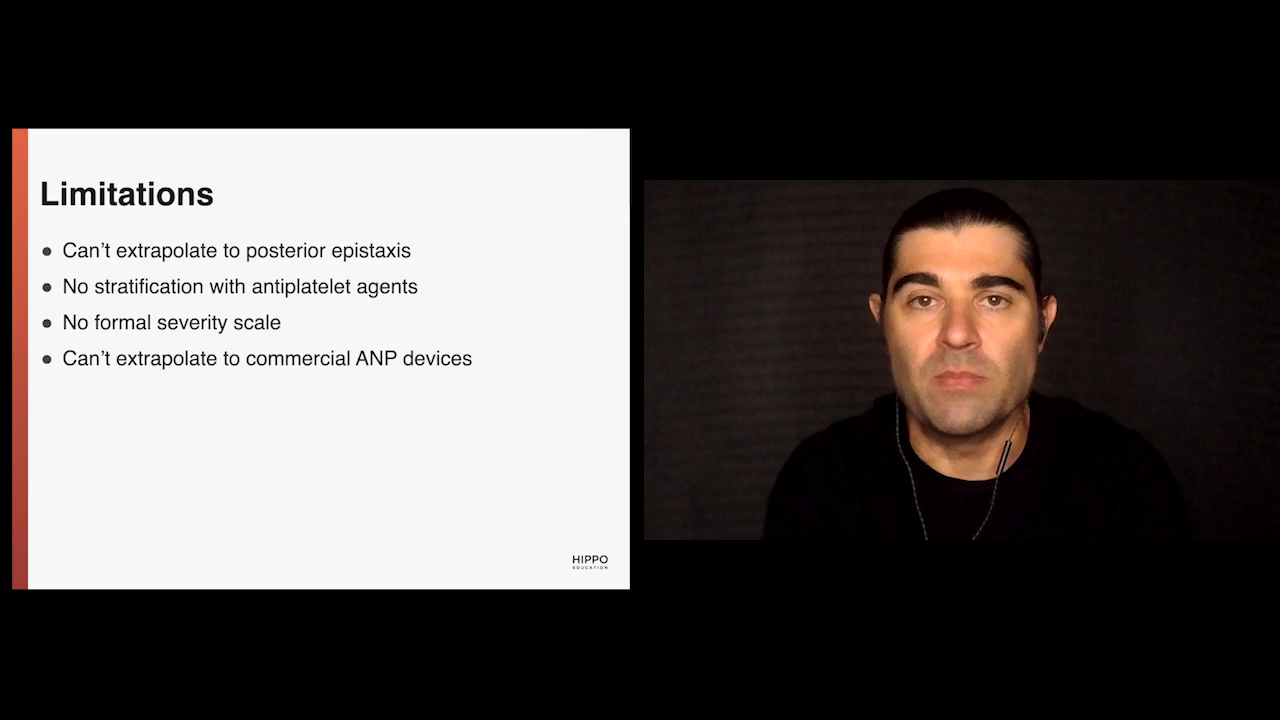 Limitations
● Can’t extrapolate to posterior epistaxis
● No stratification with antiplatelet agents
● No formal severity scale
● Can’t extrapolate to commercial ANP devices
HIPPO
EDUCATION